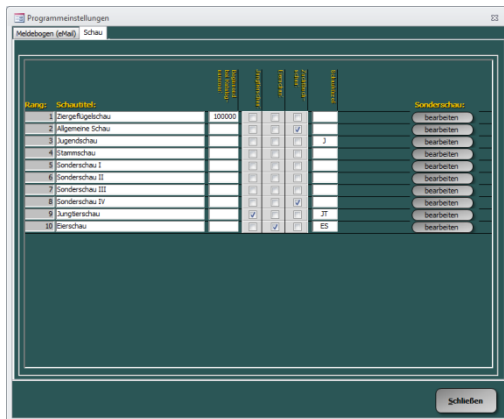 Programmeinstellungen
Meldebogen (eMail) Schau
Rang: Schautitel: Sonderschau:
1 Ziergeflügelschau 100000 bearbeiten
2 Allgemeine Schau bearbeiten
3 Jugendschau J bearbeiten
4 Stammschau bearbeiten
5 Sonderschau I bearbeiten
6 Sonderschau II bearbeiten
7 Sonderschau III bearbeiten
8 Sonderschau IV bearbeiten
9 Jungtierschau JT bearbeiten
10 Eierschau ES bearbeiten
Schließen